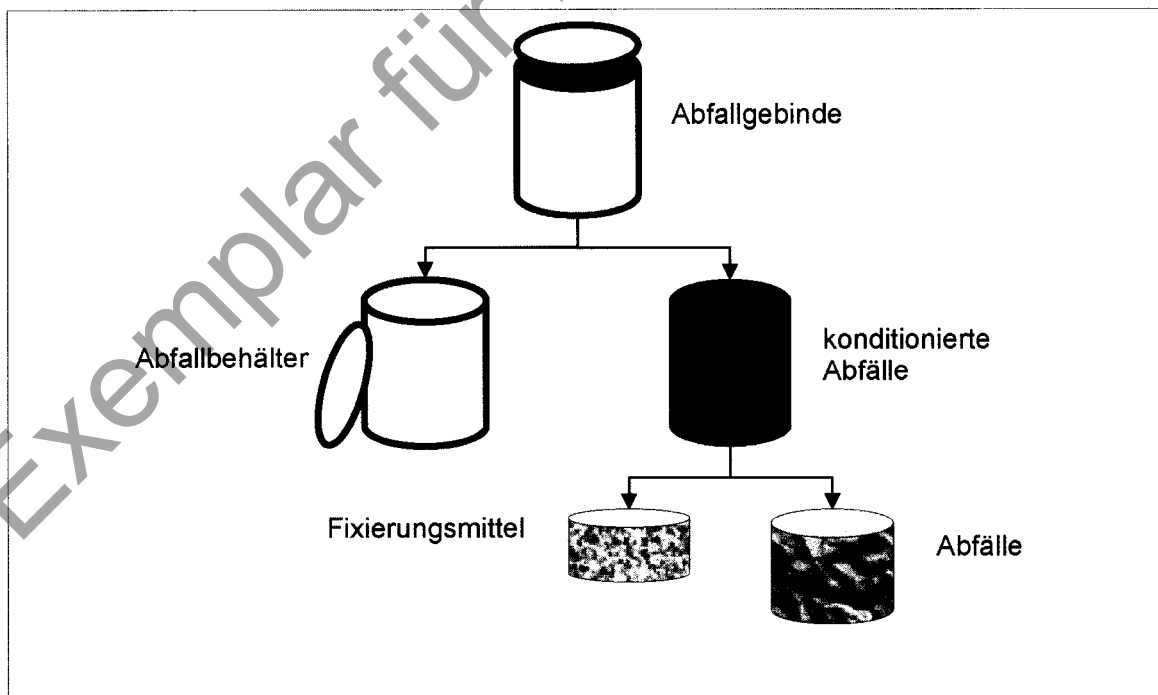 Exemplar für
Abfallgebinde
Abfallbehälter
konditionierte
Abfälle
Fixierungsmittel
Abfälle